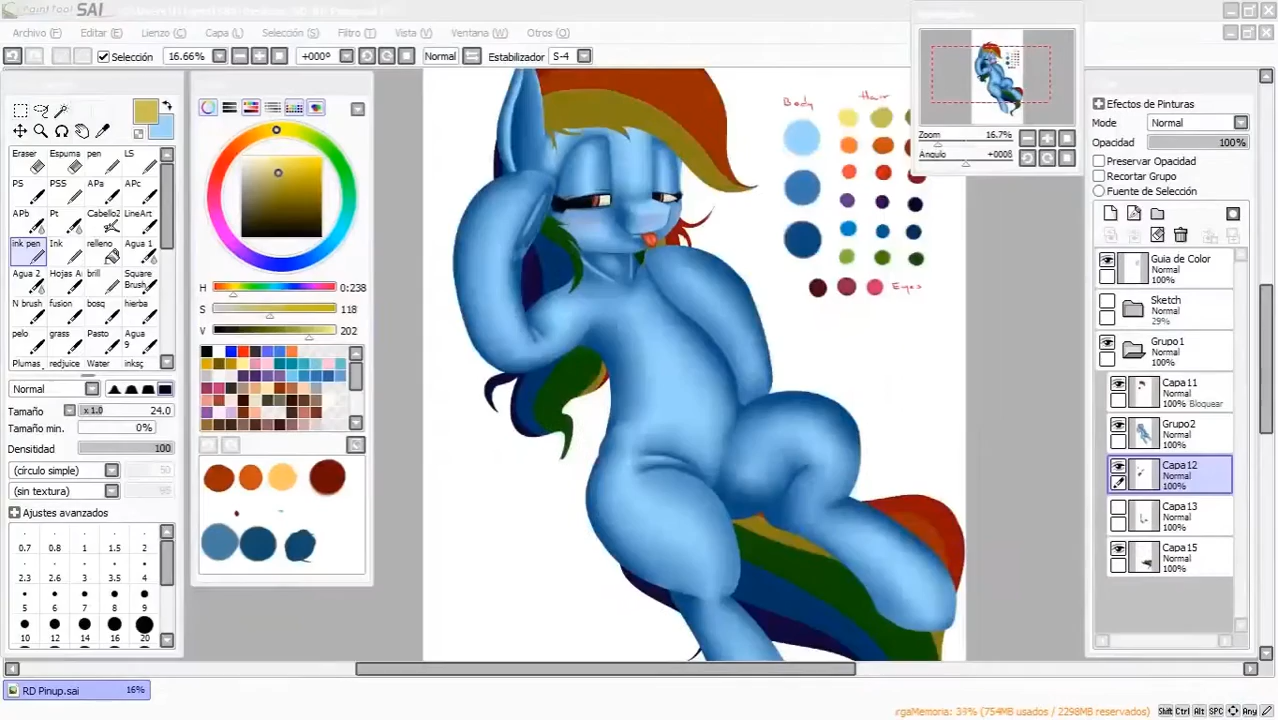 PaintTool SAI
Archivo (F) Editar (E) Lienzo (C) Capa (L) Selección (S) Filtro (T) Vista (V) Ventana (W) Otros (O)
Selección 16.66% +000º Normal Estabilizador S-4
Zoom 16.7%
Angulo +000º
Body Hair
Eyes
Eraser Espuma pen LS
PS PSS APa APc
APb Pt Cabello2 LineArt
ink pen Ink relleno Agua 1
Agua 2 Hojas A brill Square Brush
N brush fusion bosq hierba
pelo grass Pasto Agua 9
Plumas redjuice Water inks
Normal
Tamaño x 1.0 24.0
Tamaño min. 0%
Densidad 100
(círculo simple) 50
(sin textura) 95
Ajustes avanzados
0.7 0.8 1 1.5 2
2.3 2.6 3 3.5 4
5 6 7 8 9
10 12 14 16 20
H 0:238
S 118
V 202
Efectos de Pinturas
Mode Normal
Opacidad 100%
Preservar Opacidad
Recortar Grupo
Fuente de Selección
Guia de Color
Normal
100%
Sketch
Normal
29%
Grupo1
Normal
100%
Capa11
Normal
100% Bloquear
Grupo2
Normal
100%
Capa12
Normal
100%
Capa13
Normal
100%
Capa15
Normal
100%
RD Pinup.sai 16%
rgaMemoria: 33% (754MB usados / 2298MB reservados) Shift Ctrl Alt SPC Any